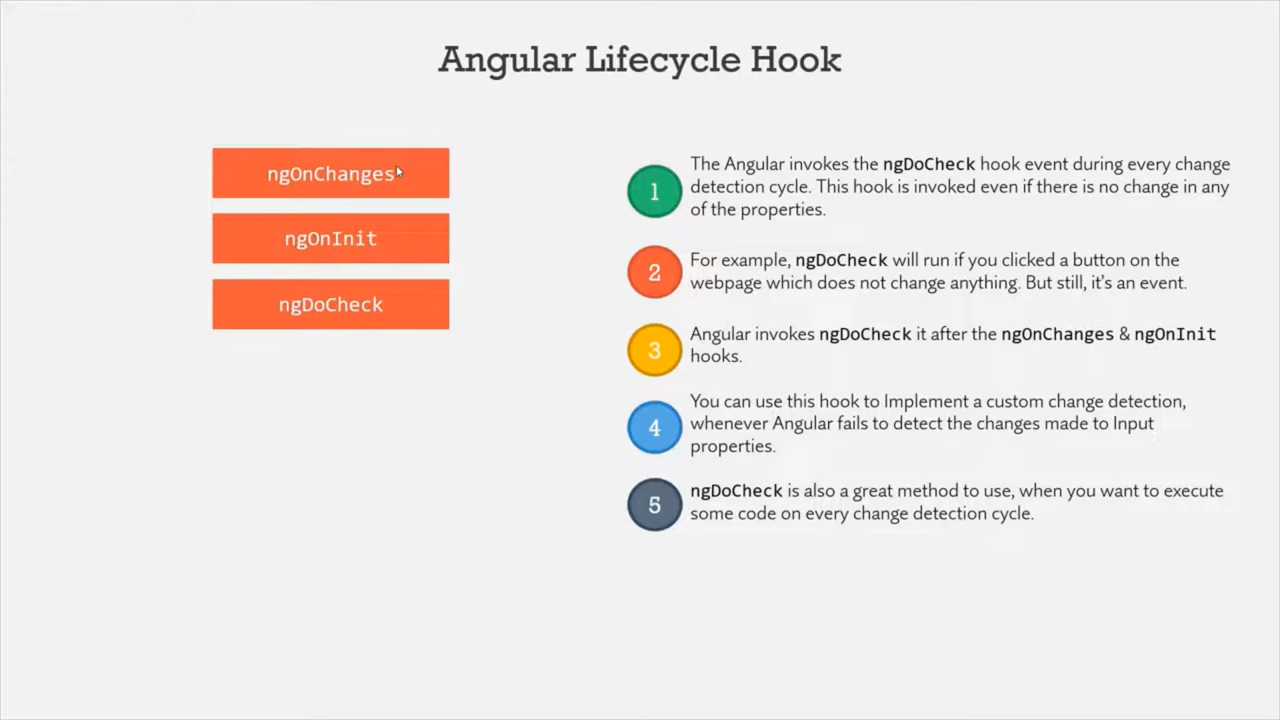 Angular Lifecycle Hook
ngOnChanges
ngOnInit
ngDoCheck
1
The Angular invokes the ngDoCheck hook event during every change
detection cycle. This hook is invoked even if there is no change in any
of the properties.
2
For example, ngDoCheck will run if you clicked a button on the
webpage which does not change anything. But still, it's an event.
3
Angular invokes ngDoCheck it after the ngOnChanges & ngOnInit
hooks.
4
You can use this hook to Implement a custom change detection,
whenever Angular fails to detect the changes made to Input
properties.
5
ngDoCheck is also a great method to use, when you want to execute
some code on every change detection cycle.